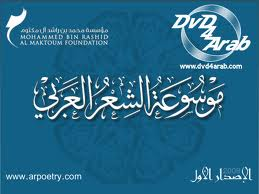 مؤسسة محمد بن راشد آل مكتوم
MOHAMMED BIN RASHID
AL MAKTOUM FOUNDATION
DVD4Arab
www.dvd4arab.com
موسوعة الشعر العربي
www.arpoetry.com
الإصدار الأول